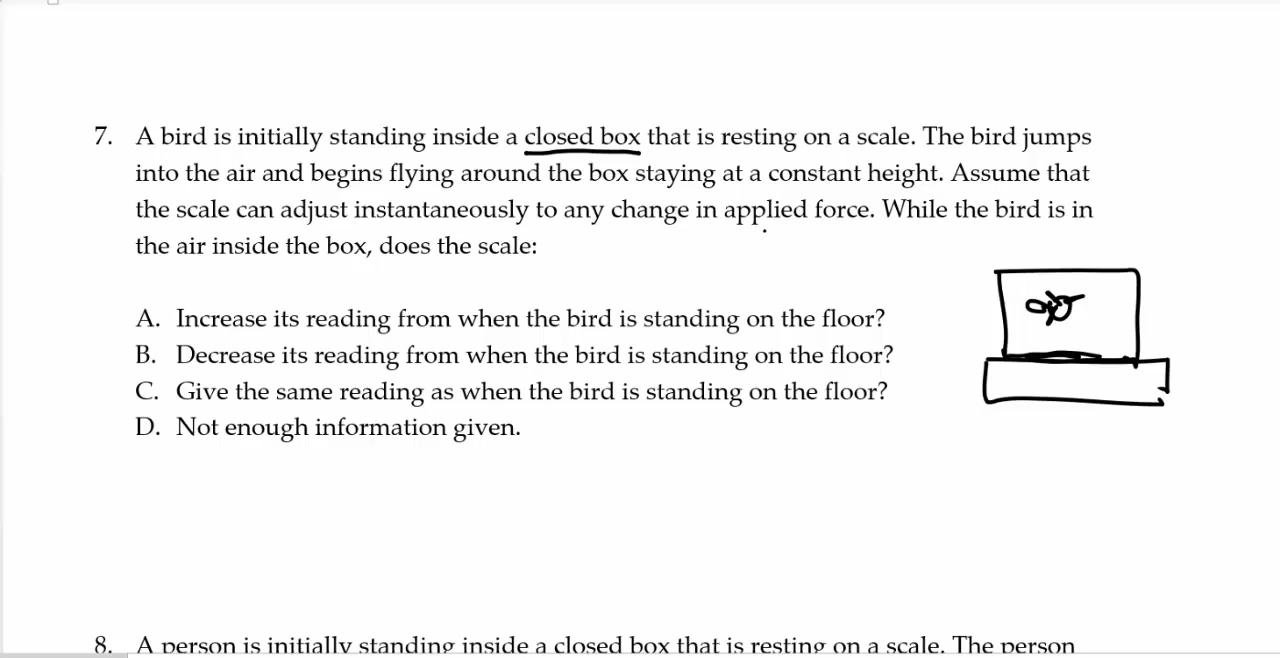 7. A bird is initially standing inside a closed box that is resting on a scale. The bird jumps
into the air and begins flying around the box staying at a constant height. Assume that
the scale can adjust instantaneously to any change in applied force. While the bird is in
the air inside the box, does the scale:
A. Increase its reading from when the bird is standing on the floor?
B. Decrease its reading from when the bird is standing on the floor?
C. Give the same reading as when the bird is standing on the floor?
D. Not enough information given.
8. A person is initially standing inside a closed box that is resting on a scale. The person